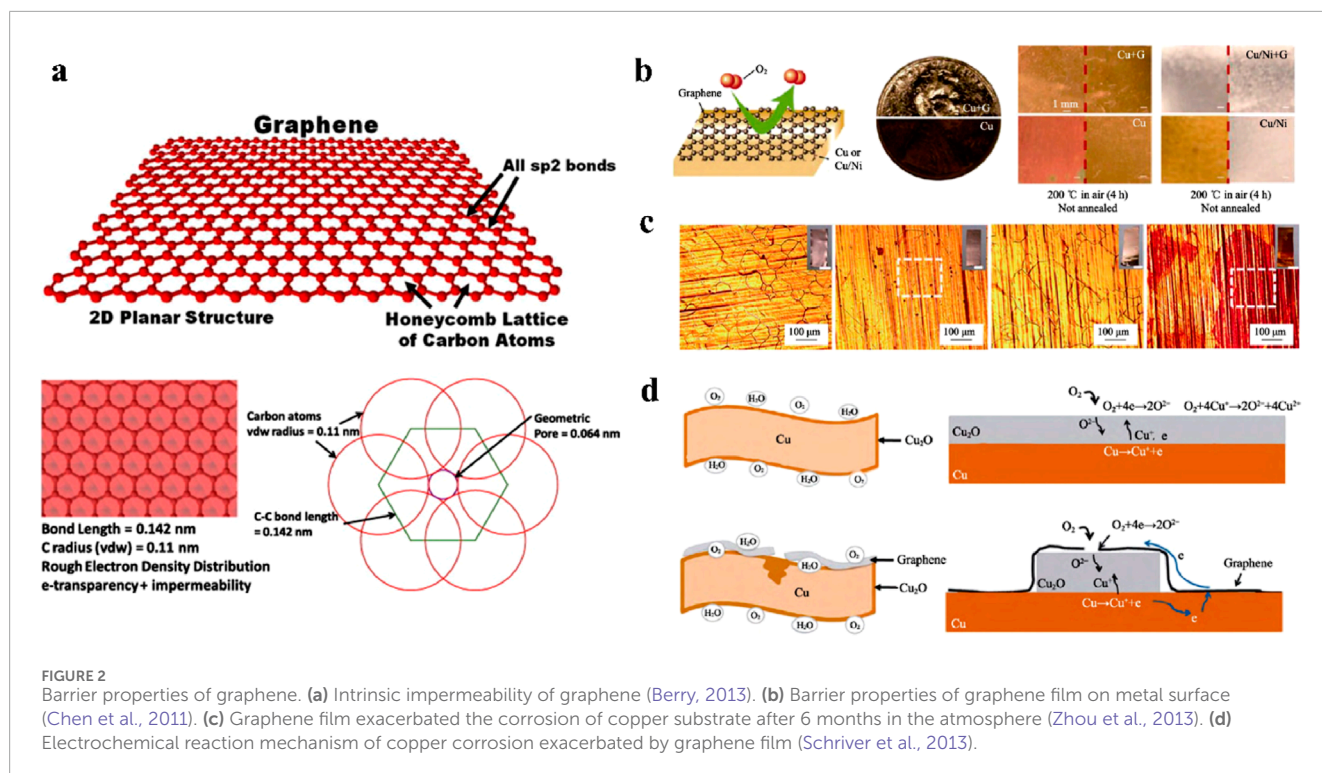 a
Graphene
All sp2 bonds
2D Planar Structure
Honeycomb Lattice
of Carbon Atoms
Bond Length = 0.142 nm
C radius (vdw) = 0.11 nm
Rough Electron Density Distribution
e-transparency + impermeability
Carbon atoms
vdw radius = 0.11 nm
Geometric
Pore = 0.064 nm
C-C bond length
= 0.142 nm
b
O₂
Graphene
Cu or
Cu/Ni
Cu+G
Cu
Cu+G
1 mm
Cu
200 ℃ in air (4 h)
Not annealed
Cu/Ni+G
Cu/Ni
200 ℃ in air (4 h)
Not annealed
c
100 μm
100 μm
100 μm
100 μm
d
O₂
H₂O
O₂
H₂O
Cu
Cu₂O
H₂O
O₂
H₂O
O₂
O₂
O₂+4e→2O²⁻
O₂+4Cu⁺→2O²⁻+4Cu²⁺
O²⁻
Cu⁺, e
Cu₂O
Cu→Cu⁺+e
Cu
O₂
H₂O
H₂O
O₂
Graphene
Cu
Cu₂O
H₂O
O₂
H₂O
O₂
O₂
O₂+4e→2O²⁻
O²⁻
e
Graphene
Cu₂O
Cu⁺
Cu→Cu⁺+e
e
Cu
FIGURE 2
Barrier properties of graphene. (a) Intrinsic impermeability of graphene (Berry, 2013). (b) Barrier properties of graphene film on metal surface
(Chen et al., 2011). (c) Graphene film exacerbated the corrosion of copper substrate after 6 months in the atmosphere (Zhou et al., 2013). (d)
Electrochemical reaction mechanism of copper corrosion exacerbated by graphene film (Schriver et al., 2013).